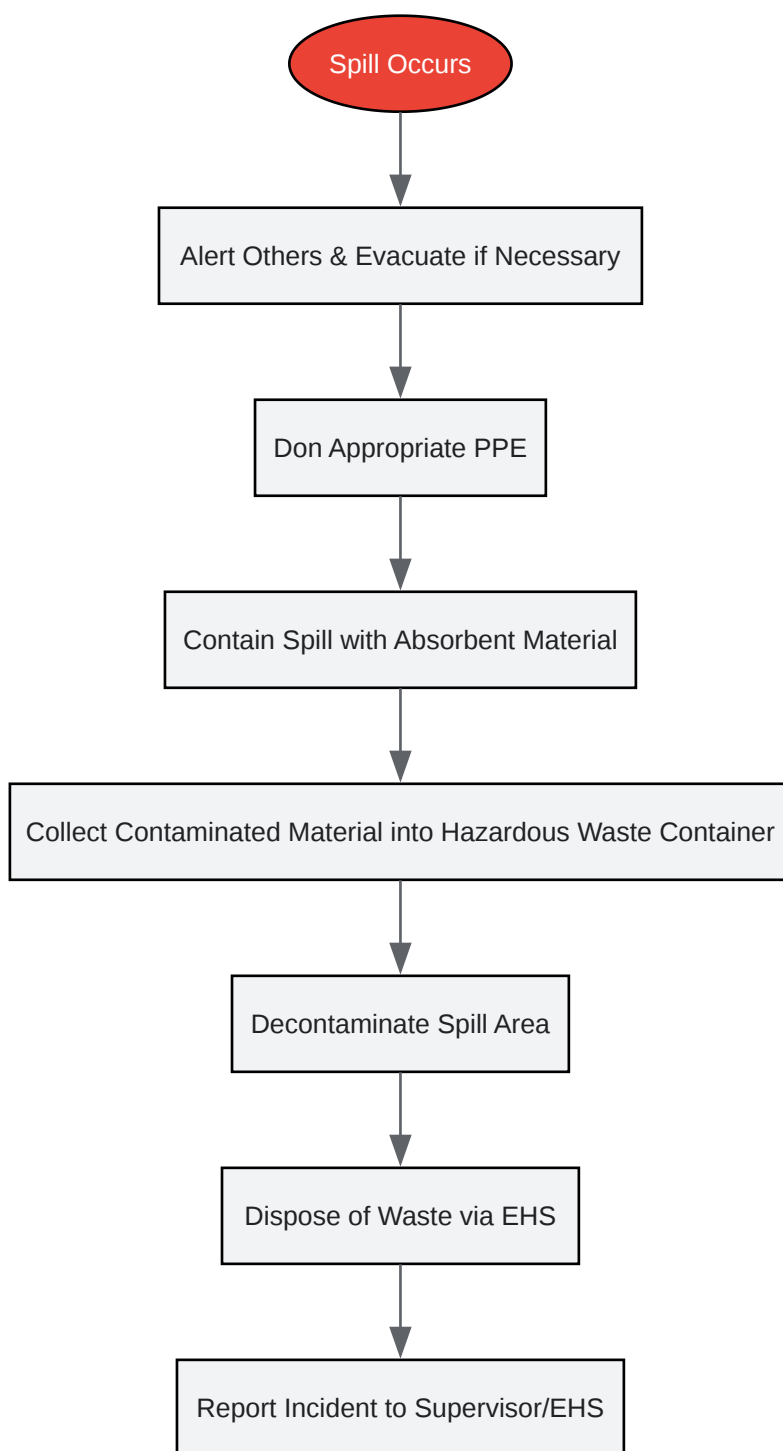 Spill Occurs
Alert Others & Evacuate if Necessary
Don Appropriate PPE
Contain Spill with Absorbent Material
Collect Contaminated Material into Hazardous Waste Container
Decontaminate Spill Area
Dispose of Waste via EHS
Report Incident to Supervisor/EHS